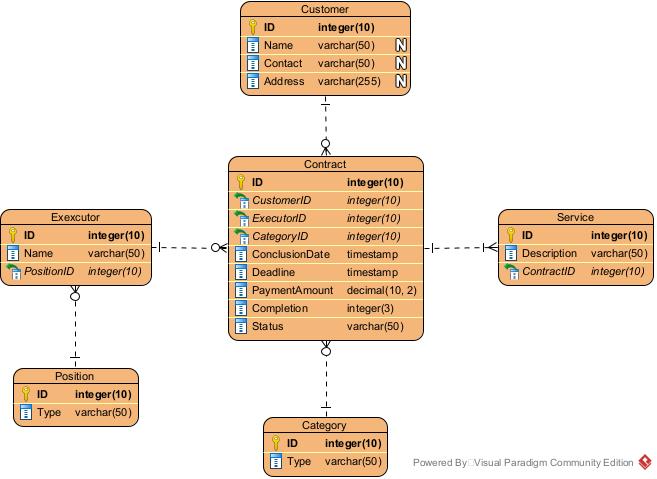 Customer
ID integer(10)
Name varchar(50) N
Contact varchar(50) N
Address varchar(255) N
Contract
ID integer(10)
CustomerID integer(10)
ExecutorID integer(10)
CategoryID integer(10)
ConclusionDate timestamp
Deadline timestamp
PaymentAmount decimal(10, 2)
Completion integer(3)
Status varchar(50)
Exexcutor
ID integer(10)
Name varchar(50)
PositionID integer(10)
Service
ID integer(10)
Description varchar(50)
ContractID integer(10)
Position
ID integer(10)
Type varchar(50)
Category
ID integer(10)
Type varchar(50)
Powered By Visual Paradigm Community Edition